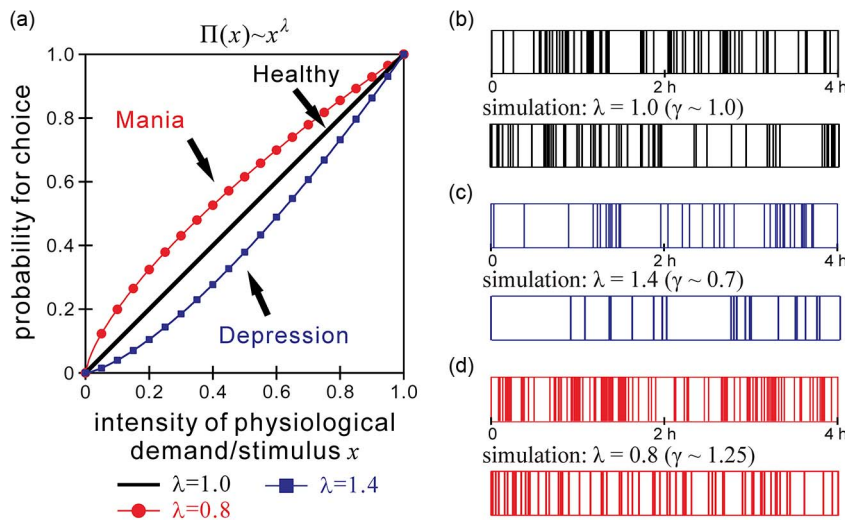 (a)
Π(x)~x^λ
1.0
0.8
0.6
0.4
0.2
0
probability for choice
Mania
Healthy
Depression
0 0.2 0.4 0.6 0.8 1.0
intensity of physiological
demand/stimulus x
λ=1.0 λ=1.4
λ=0.8
(b)
0 2 h 4 h
simulation: λ = 1.0 (γ ~ 1.0)
(c)
0 2 h 4 h
simulation: λ = 1.4 (γ ~ 0.7)
(d)
0 2 h 4 h
simulation: λ = 0.8 (γ ~ 1.25)